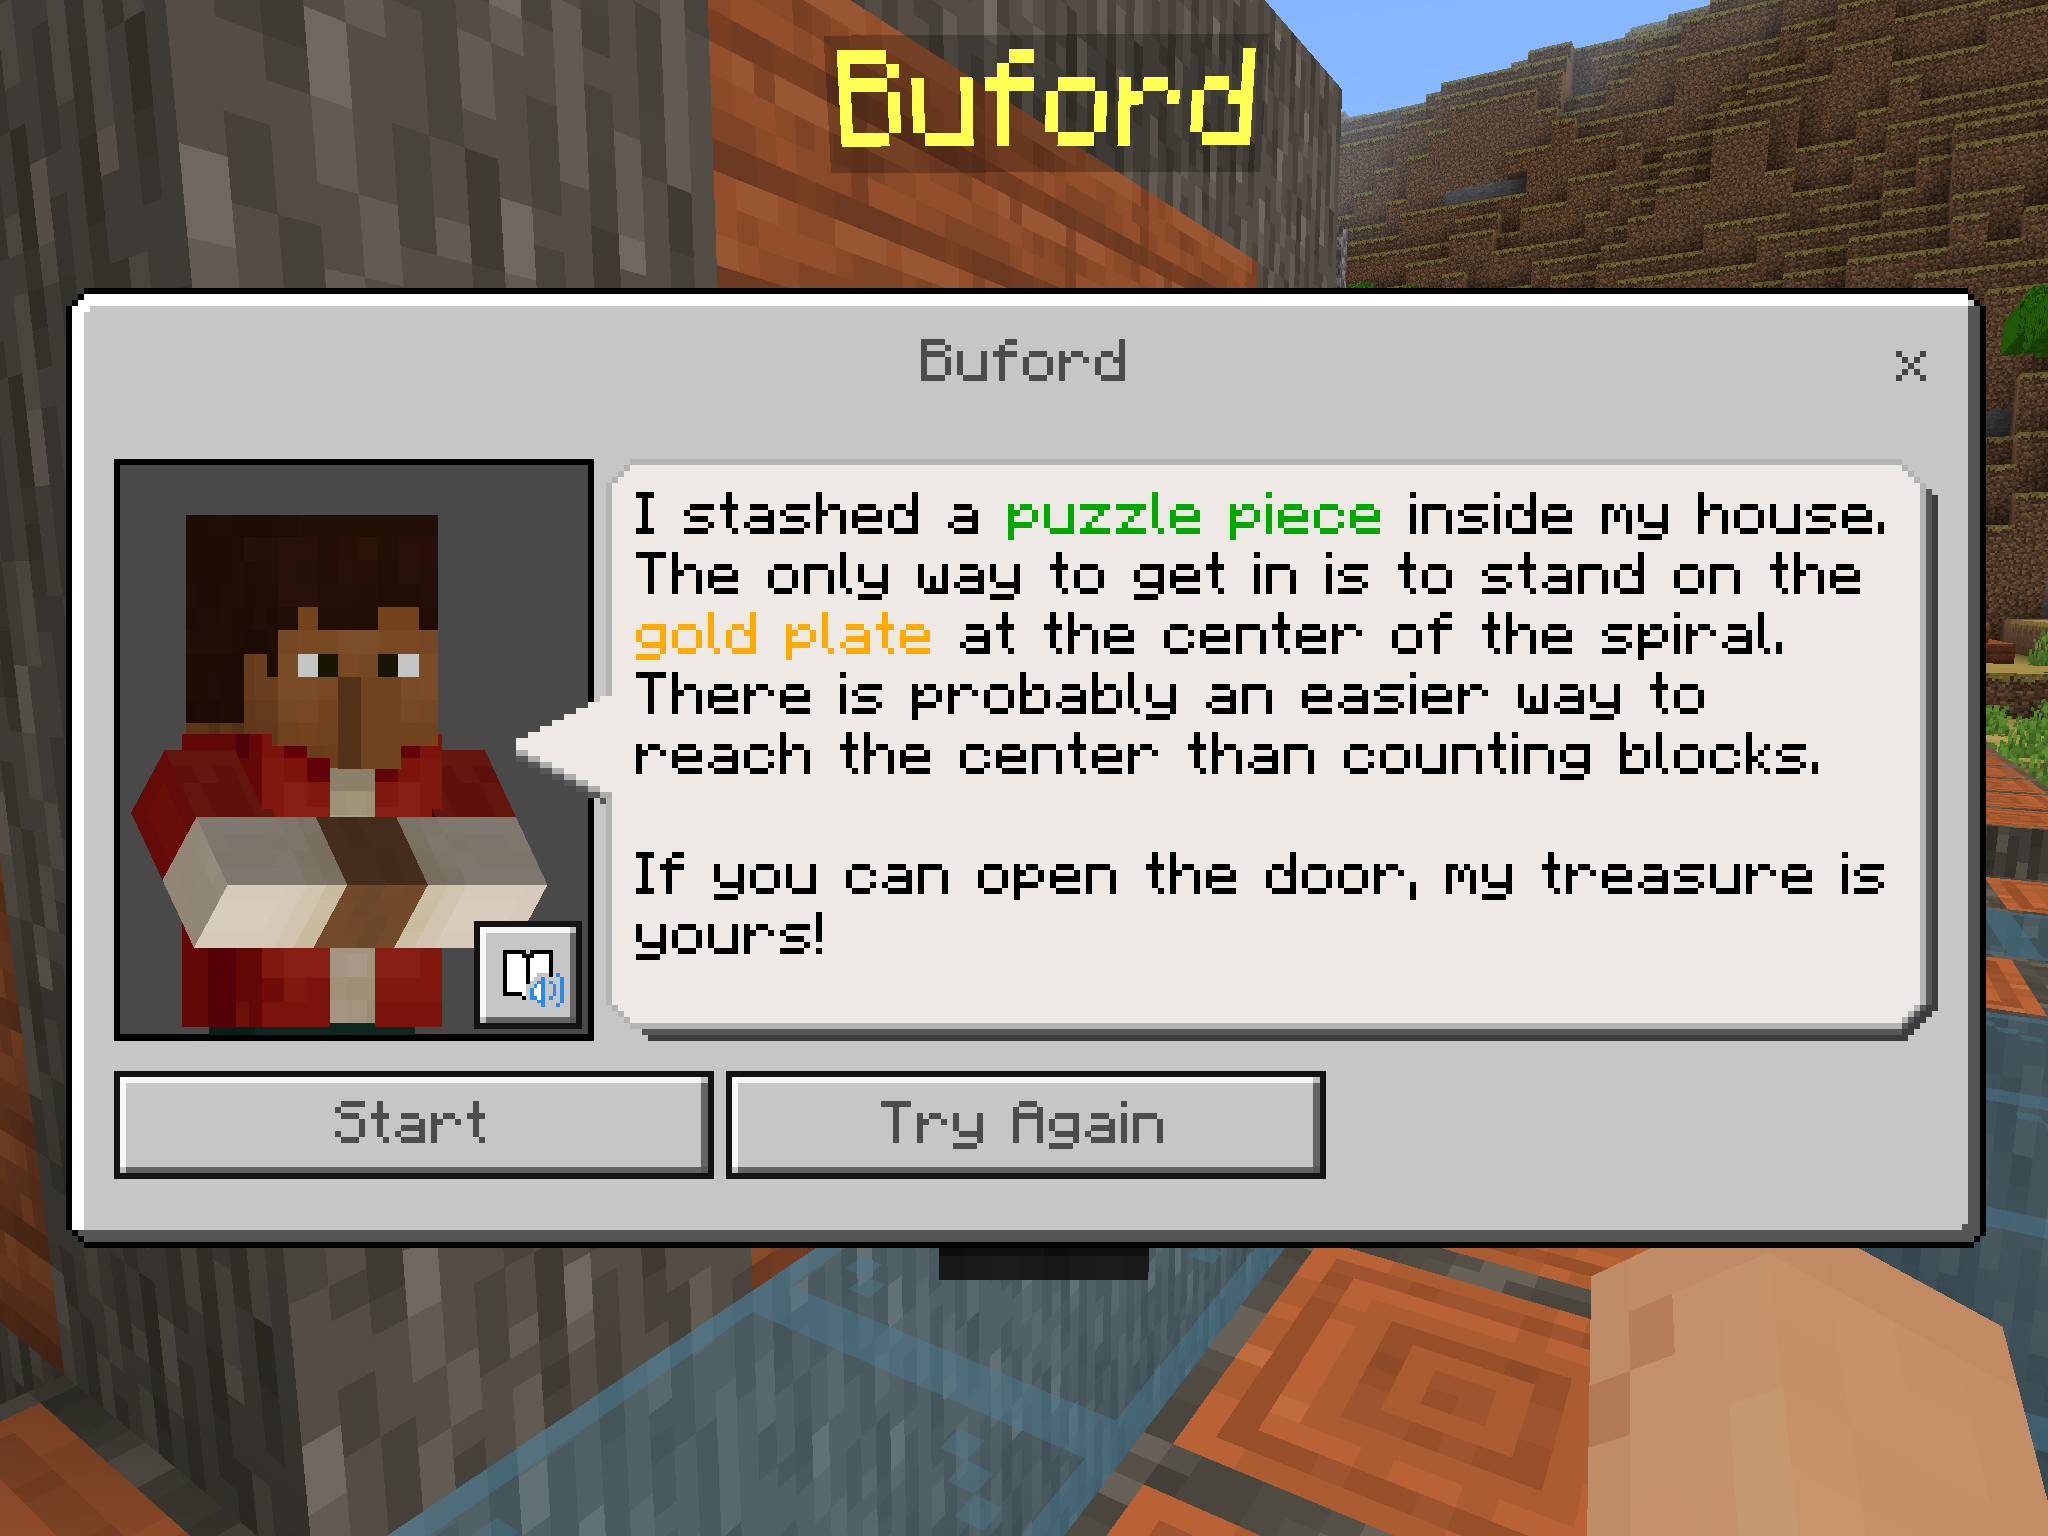 Buford
Buford
x
I stashed a puzzle piece inside my house.
The only way to get in is to stand on the
gold plate at the center of the spiral.
There is probably an easier way to
reach the center than counting blocks.
If you can open the door, my treasure is
yours!
Start
Try Again